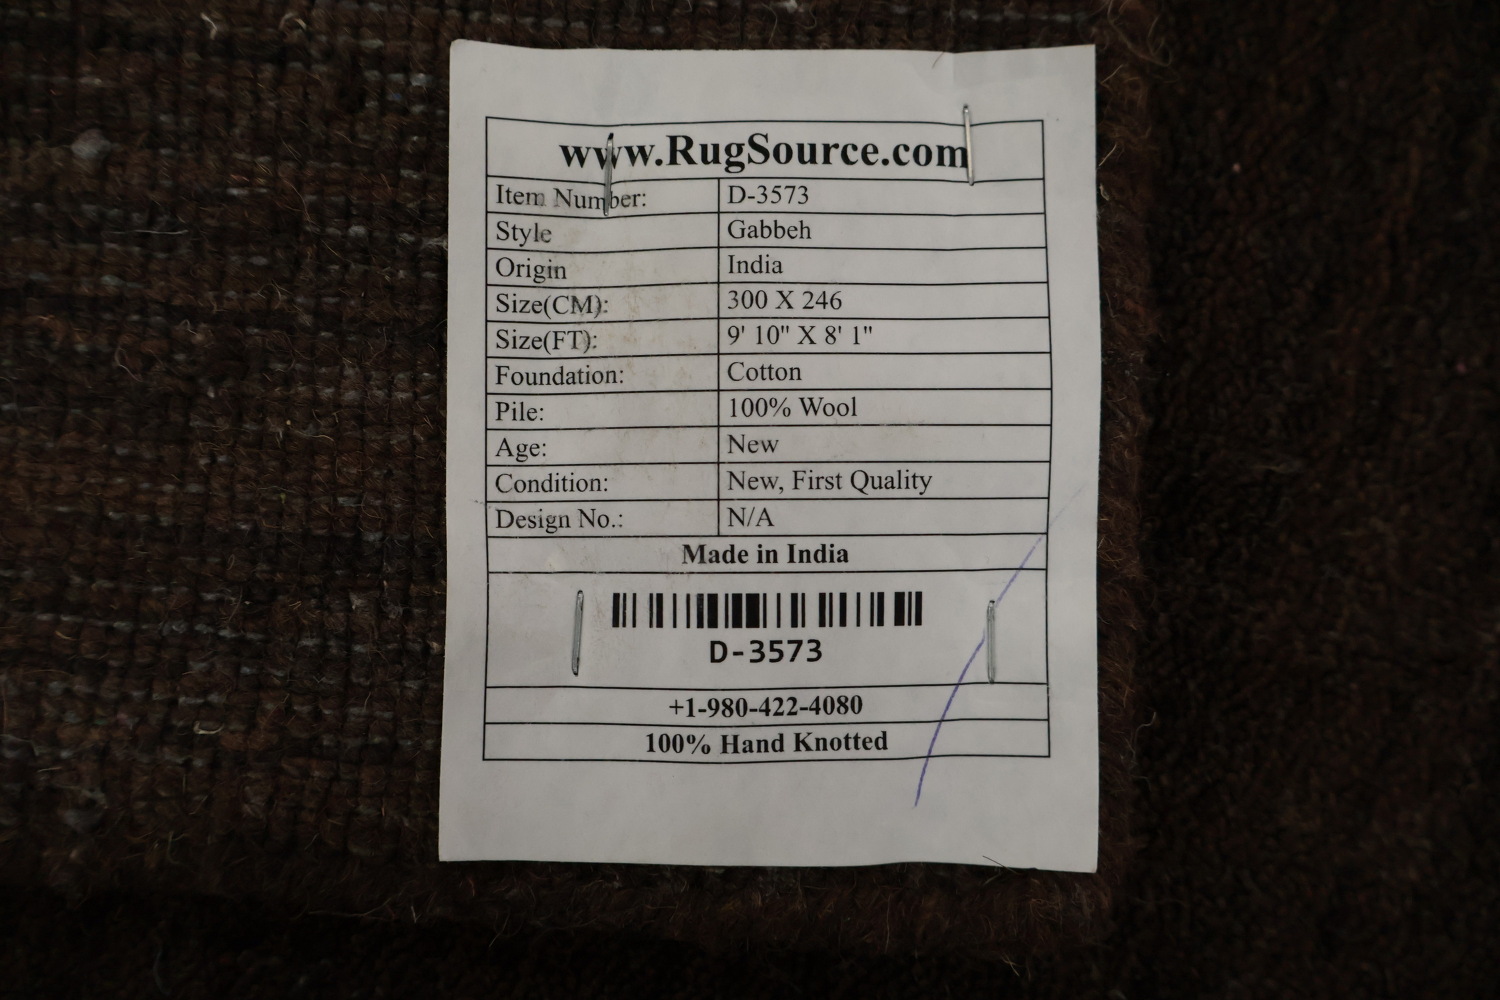 www.RugSource.com
Item Number: D-3573
Style Gabbeh
Origin India
Size(CM): 300 X 246
Size(FT): 9' 10" X 8' 1"
Foundation: Cotton
Pile: 100% Wool
Age: New
Condition: New, First Quality
Design No.: N/A
Made in India
D-3573
+1-980-422-4080
100% Hand Knotted